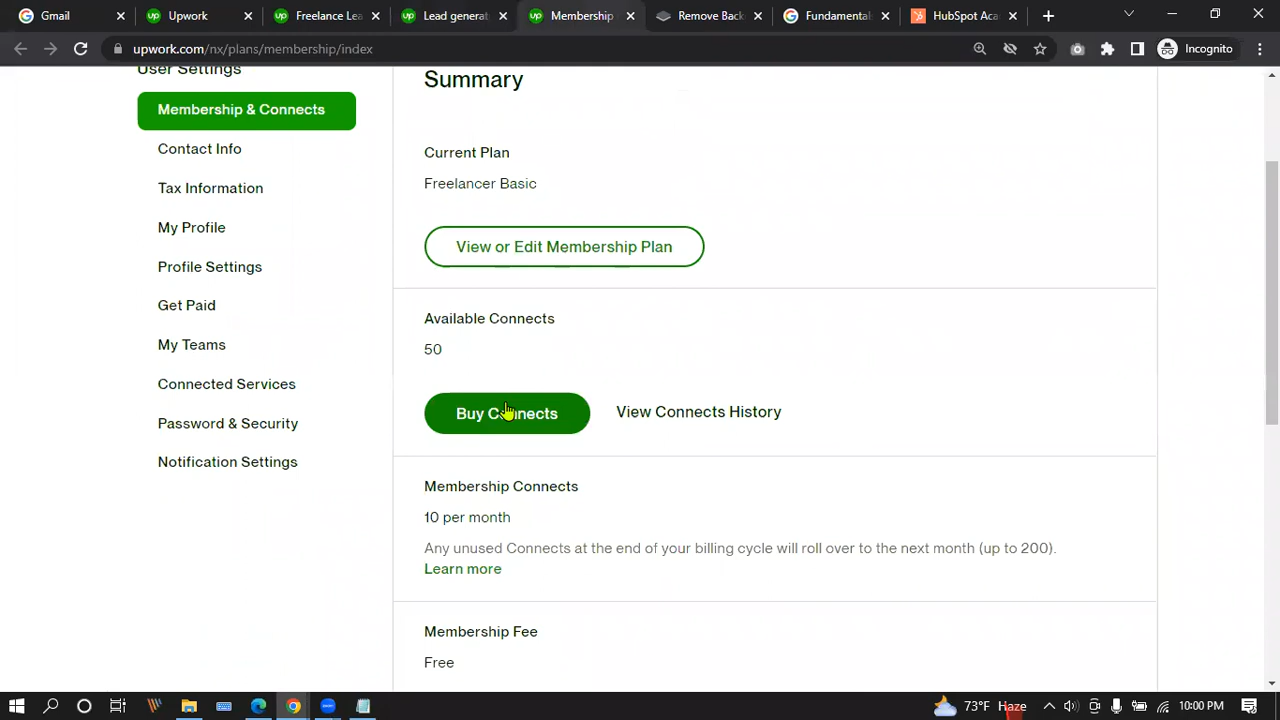 Gmail
Upwork
Freelance Lea
Lead generat
Membership
Remove Back
Fundamenta
HubSpot Aca
upwork.com/nx/plans/membership/index
Incognito
User Settings
Membership & Connects
Contact Info
Tax Information
My Profile
Profile Settings
Get Paid
My Teams
Connected Services
Password & Security
Notification Settings
Summary
Current Plan
Freelancer Basic
View or Edit Membership Plan
Available Connects
50
Buy Connects
View Connects History
Membership Connects
10 per month
Any unused Connects at the end of your billing cycle will roll over to the next month (up to 200).
Learn more
Membership Fee
Free
73°F Haze
10:00 PM